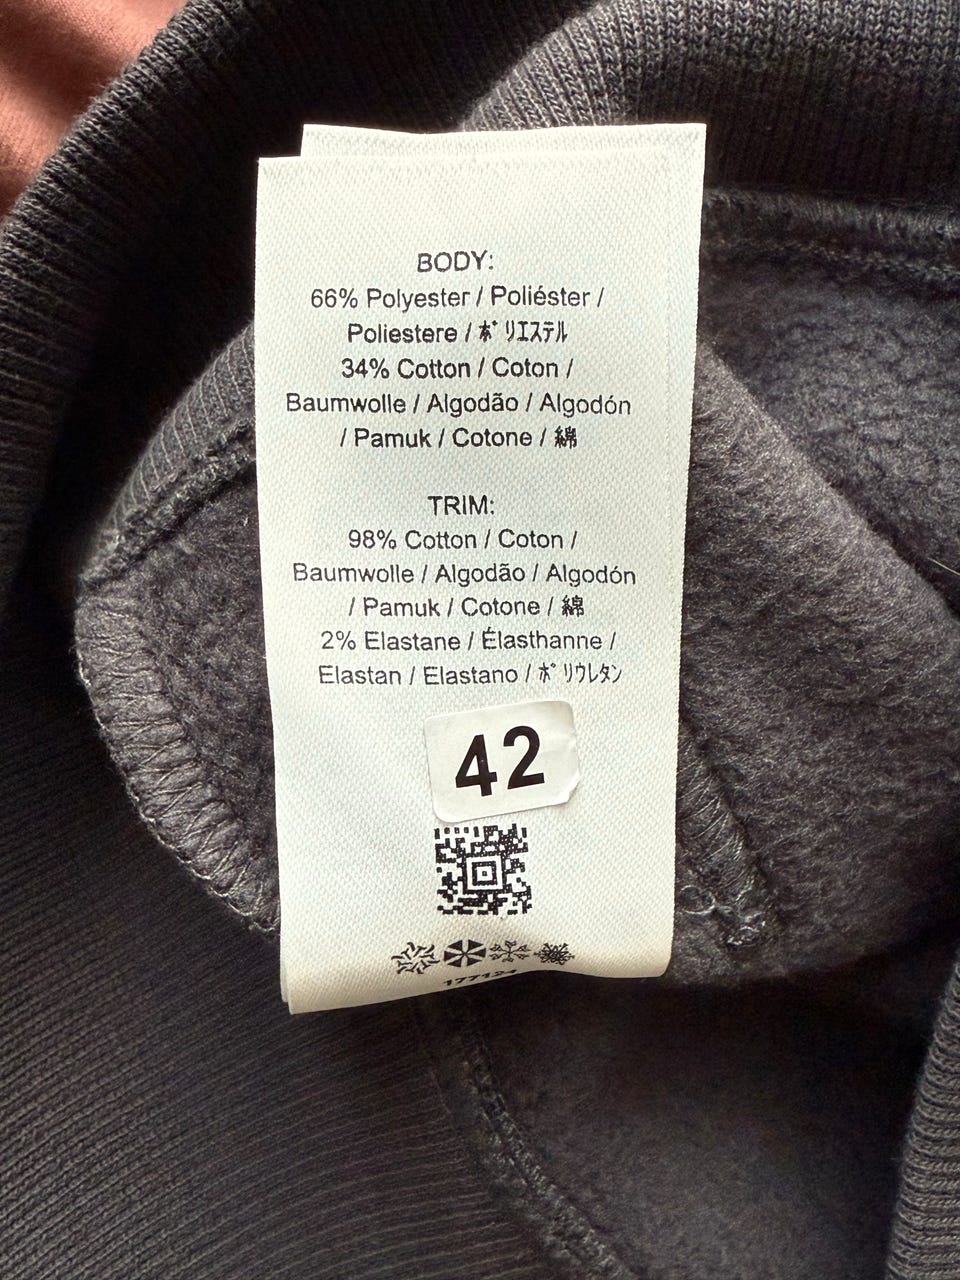 BODY:
66% Polyester / Poliéster /
Poliestere / ポリエステル
34% Cotton / Coton /
Baumwolle / Algodão / Algodón
/ Pamuk / Cotone / 綿
TRIM:
98% Cotton / Coton /
Baumwolle / Algodão / Algodón
/ Pamuk / Cotone / 綿
2% Elastane / Élasthanne /
Elastan / Elastano / ポリウレタン
42
177124